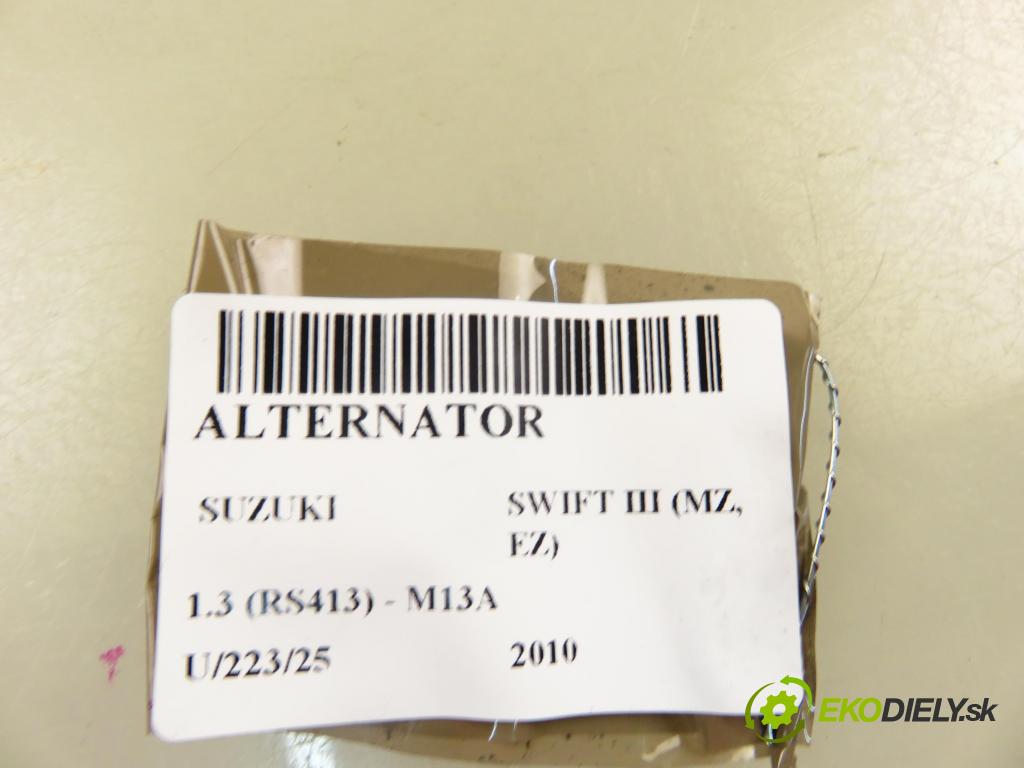 ALTERNATOR
SUZUKI
SWIFT III (MZ,
EZ)
1.3 (RS413) - M13A
U/223/25
2010
EKODIELY.sk